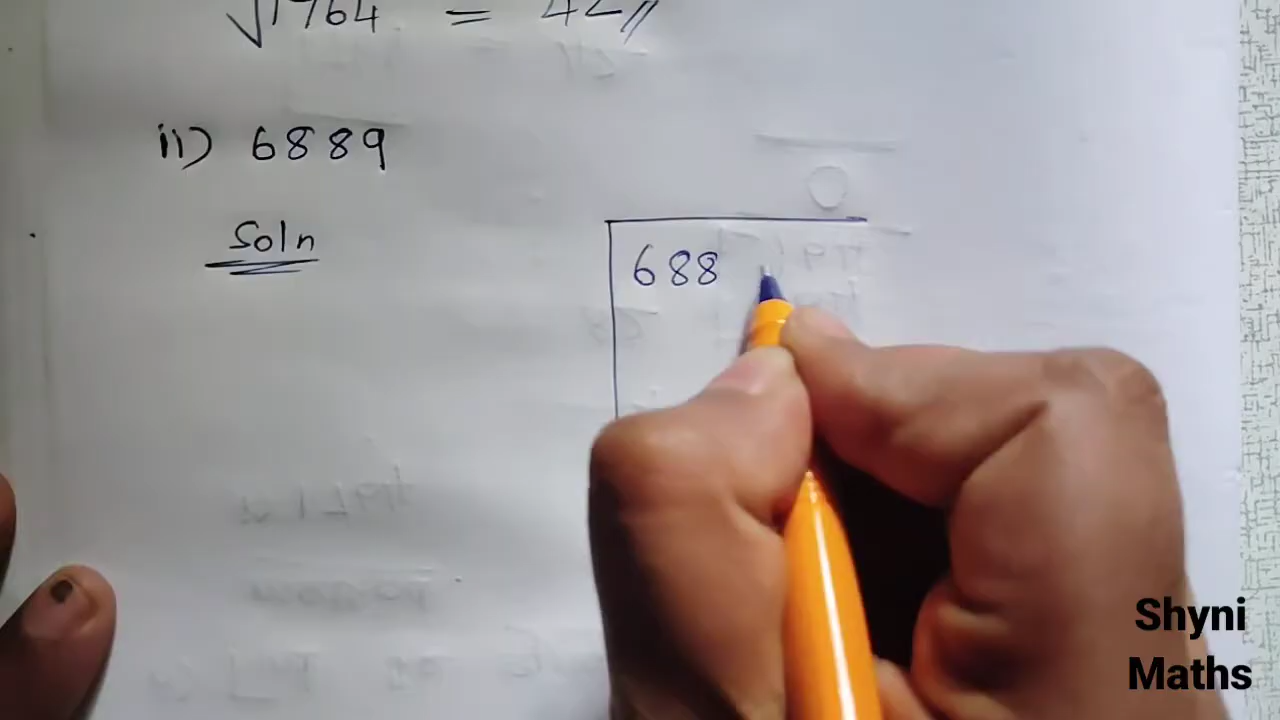 √1764 = 42//
ii) 6889
Soln
688
Shyni
Maths